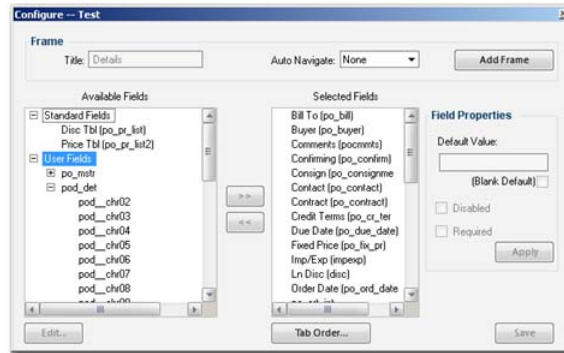 Configure -- Test
Frame
Title: Details
Auto Navigate: None
Add Frame
Available Fields
Standard Fields
Disc Tbl (po_pr_list)
Price Tbl (po_pr_list2)
User Fields
po_mstr
pod_det
pod__chr02
pod__chr03
pod__chr04
pod__chr05
pod__chr06
pod__chr07
pod__chr08
>>
<<
Selected Fields
Bill To (po_bill)
Buyer (po_buyer)
Comments (pocmmts)
Confirming (po_confirm)
Consign (po_consignme
Contact (po_contact)
Contract (po_contract)
Credit Terms (po_cr_ter
Due Date (po_due_date)
Fixed Price (po_fix_pr)
Imp/Exp (impexp)
Ln Disc (disc)
Order Date (po_ord_date
Field Properties
Default Value:
(Blank Default)
Disabled
Required
Apply
Edit...
Tab Order...
Save